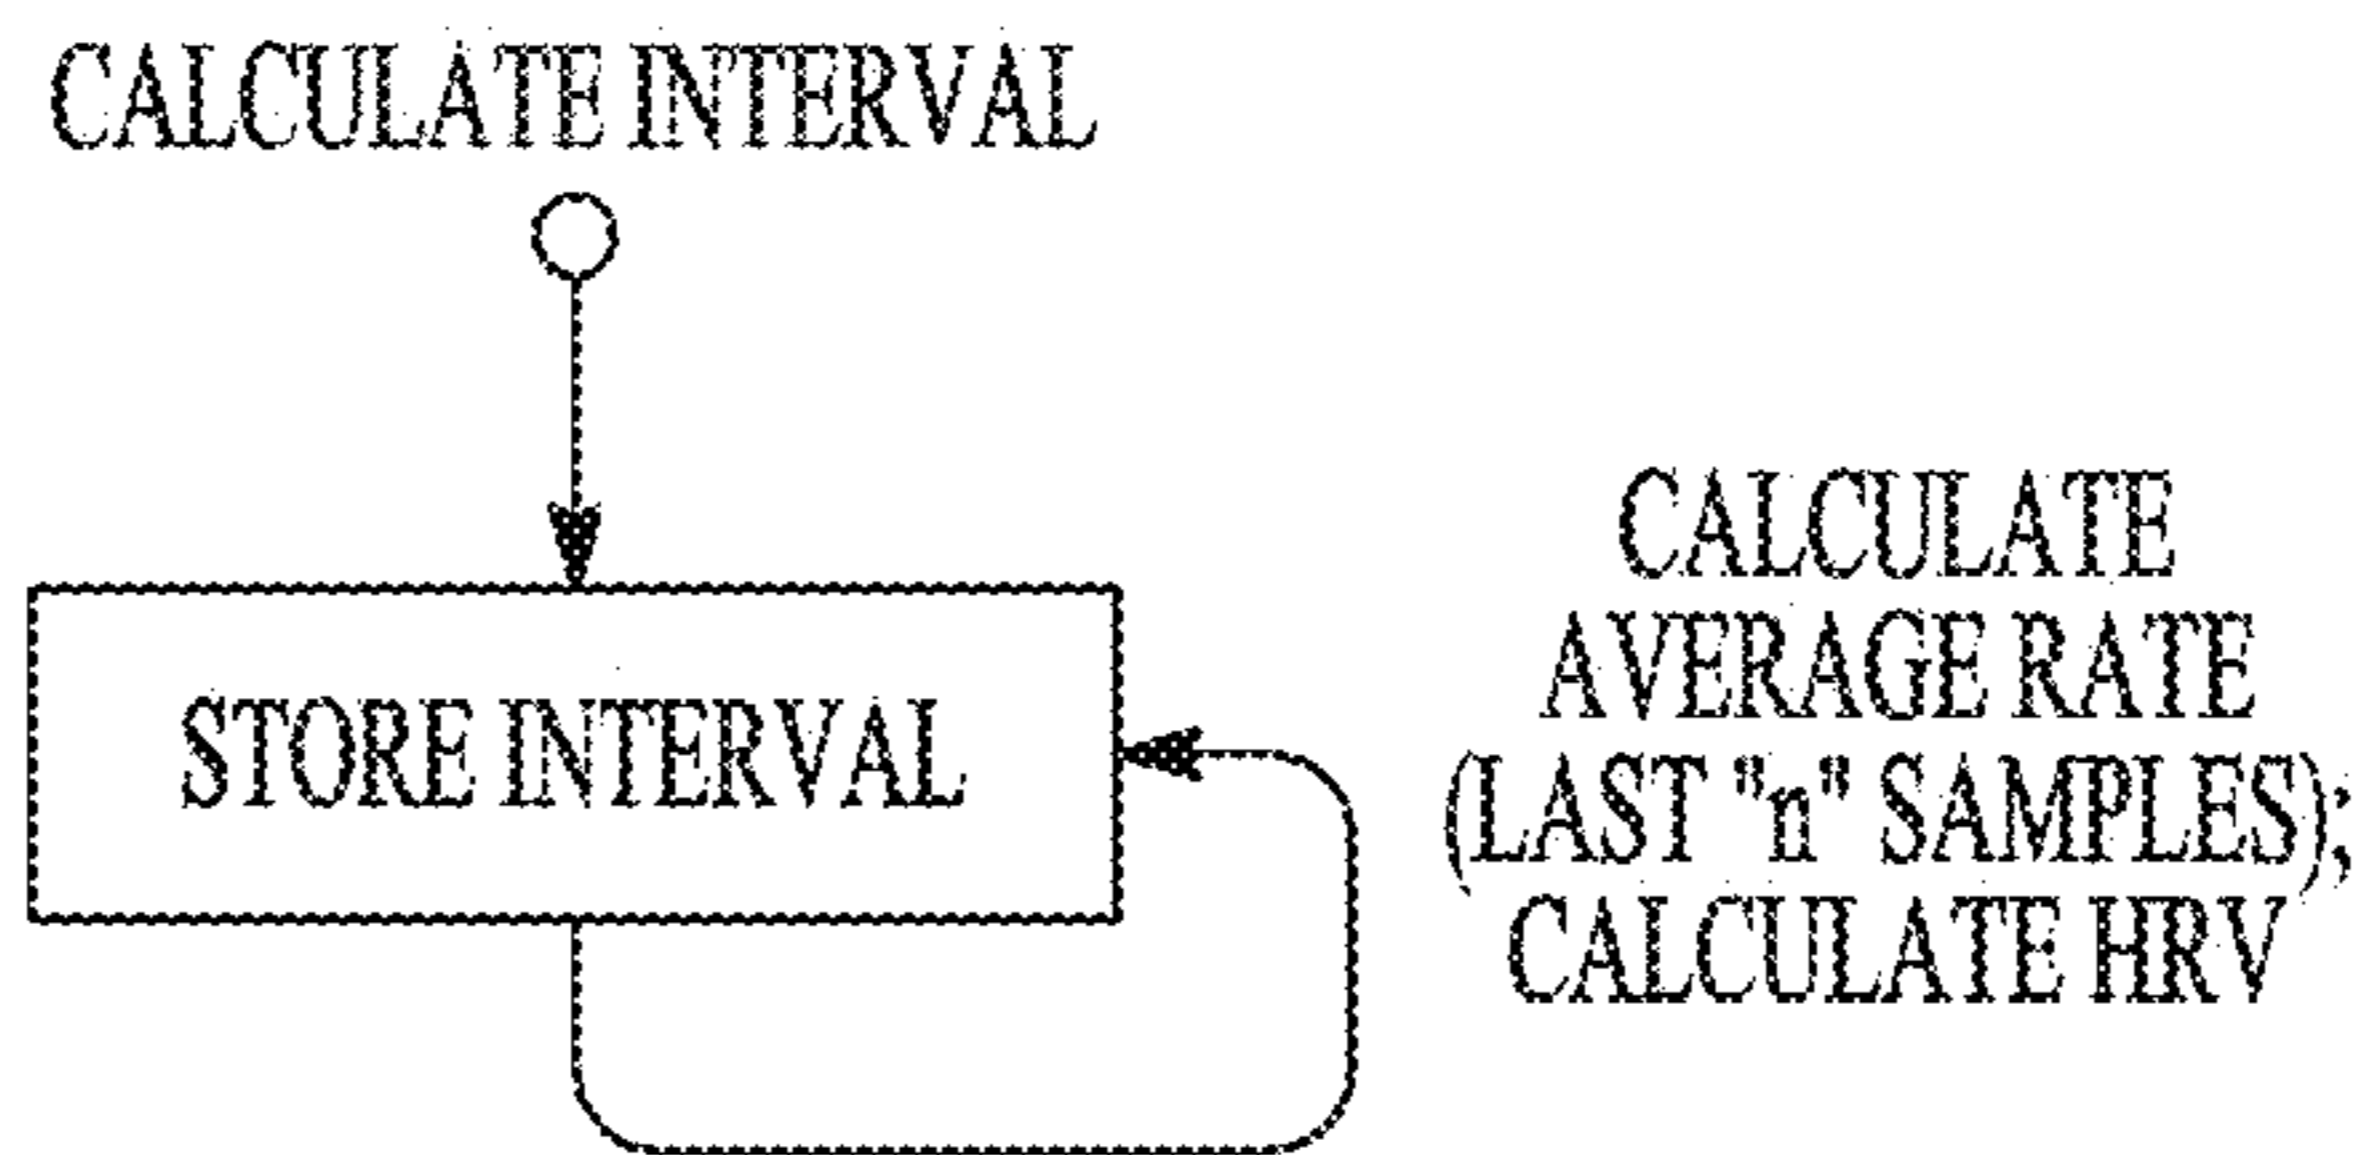 CALCULATE INTERVAL
STORE INTERVAL
CALCULATE
AVERAGE RATE
(LAST "n" SAMPLES);
CALCULATE HRV